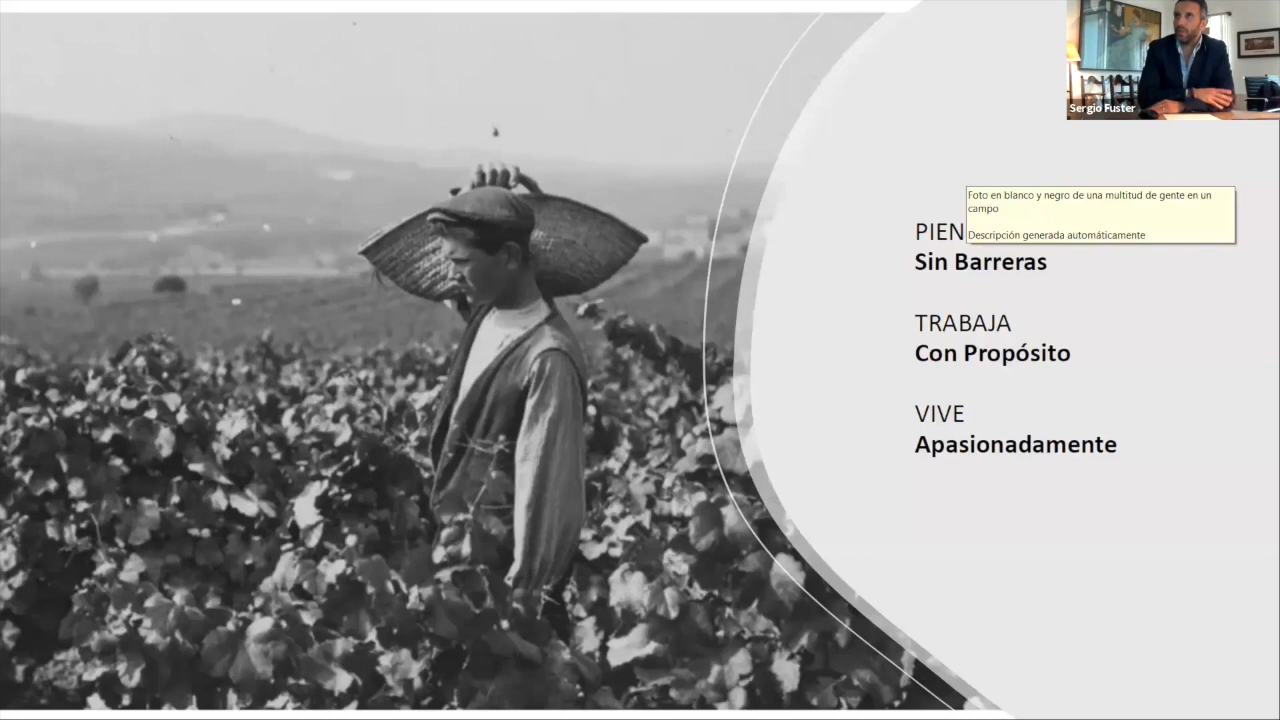 Sergio Fuster
Foto en blanco y negro de una multitud de gente en un
campo
Descripción generada automáticamente
PIEN
Sin Barreras
TRABAJA
Con Propósito
VIVE
Apasionadamente